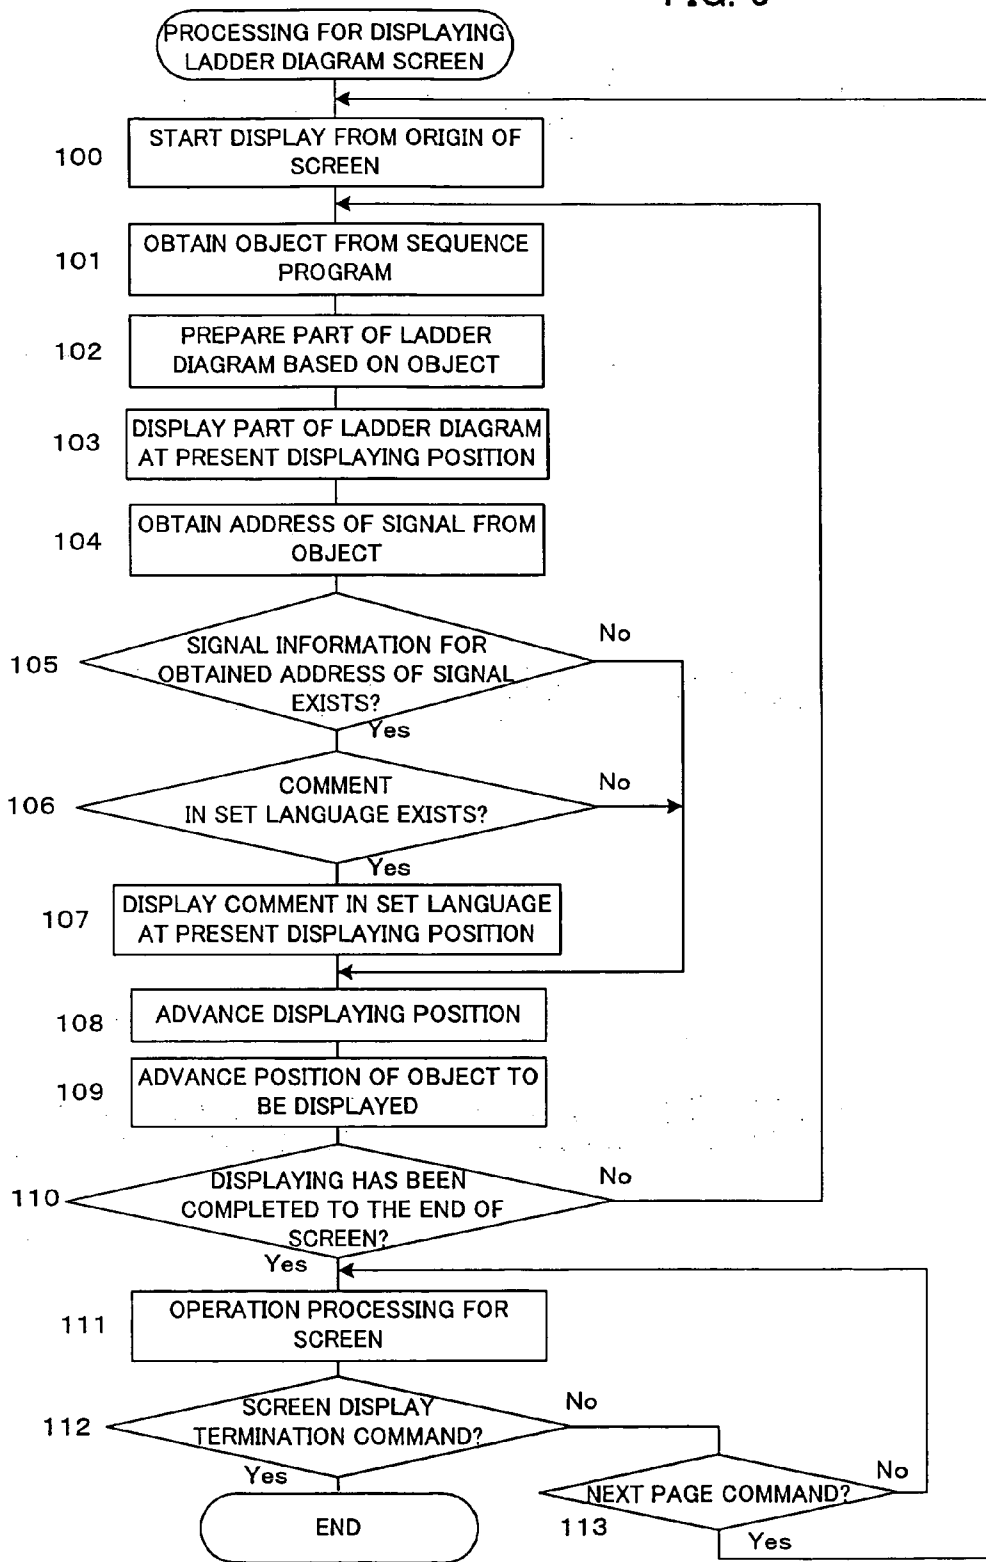 PROCESSING FOR DISPLAYING
LADDER DIAGRAM SCREEN
100
START DISPLAY FROM ORIGIN OF
SCREEN
101
OBTAIN OBJECT FROM SEQUENCE
PROGRAM
102
PREPARE PART OF LADDER
DIAGRAM BASED ON OBJECT
103
DISPLAY PART OF LADDER DIAGRAM
AT PRESENT DISPLAYING POSITION
104
OBTAIN ADDRESS OF SIGNAL FROM
OBJECT
105
SIGNAL INFORMATION FOR
OBTAINED ADDRESS OF SIGNAL
EXISTS?
No
Yes
106
COMMENT
IN SET LANGUAGE EXISTS?
No
Yes
107
DISPLAY COMMENT IN SET LANGUAGE
AT PRESENT DISPLAYING POSITION
108
ADVANCE DISPLAYING POSITION
109
ADVANCE POSITION OF OBJECT TO
BE DISPLAYED
110
DISPLAYING HAS BEEN
COMPLETED TO THE END OF
SCREEN?
No
Yes
111
OPERATION PROCESSING FOR
SCREEN
112
SCREEN DISPLAY
TERMINATION COMMAND?
No
Yes
NEXT PAGE COMMAND?
No
113
Yes
END